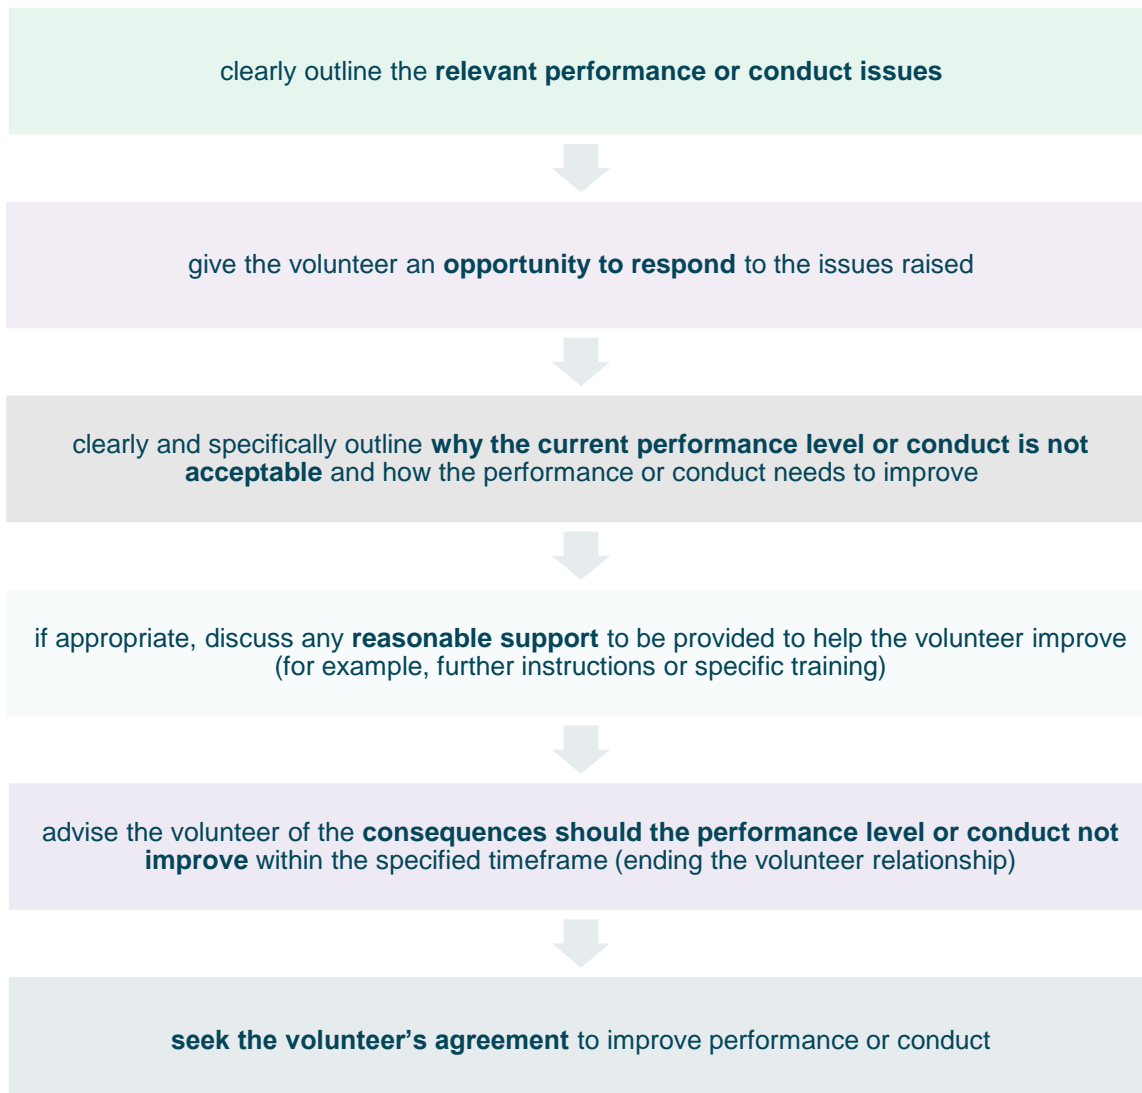 clearly outline the relevant performance or conduct issues
give the volunteer an opportunity to respond to the issues raised
clearly and specifically outline why the current performance level or conduct is not
acceptable and how the performance or conduct needs to improve
if appropriate, discuss any reasonable support to be provided to help the volunteer improve
(for example, further instructions or specific training)
advise the volunteer of the consequences should the performance level or conduct not
improve within the specified timeframe (ending the volunteer relationship)
seek the volunteer’s agreement to improve performance or conduct